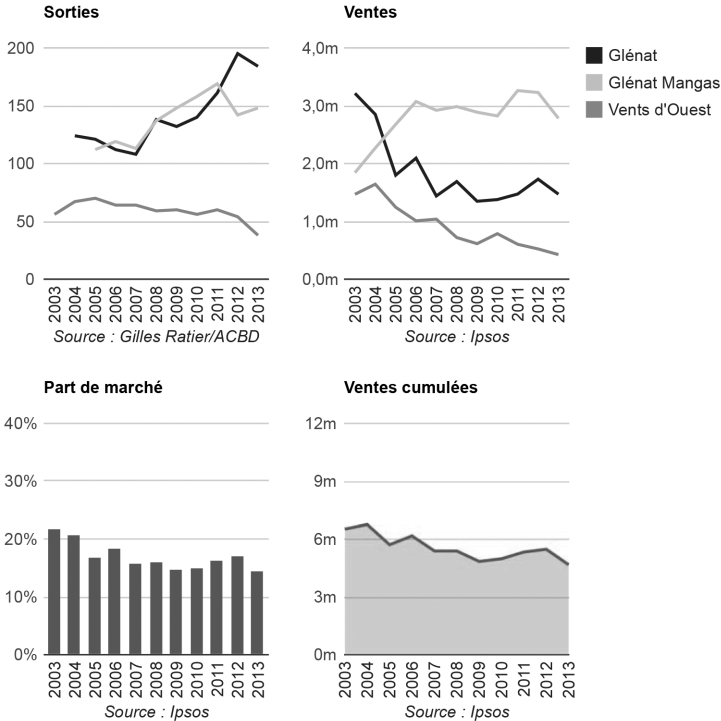 Sorties
200
150
100
50
0
2003 2004 2005 2006 2007 2008 2009 2010 2011 2012 2013
Source : Gilles Ratier/ACBD
Ventes
4,0m
3,0m
2,0m
1,0m
0,0m
2003 2004 2005 2006 2007 2008 2009 2010 2011 2012 2013
Source : Ipsos
Glénat
Glénat Mangas
Vents d'Ouest
Part de marché
40%
30%
20%
10%
0%
2003 2004 2005 2006 2007 2008 2009 2010 2011 2012 2013
Source : Ipsos
Ventes cumulées
12m
9m
6m
3m
0m
2003 2004 2005 2006 2007 2008 2009 2010 2011 2012 2013
Source : Ipsos